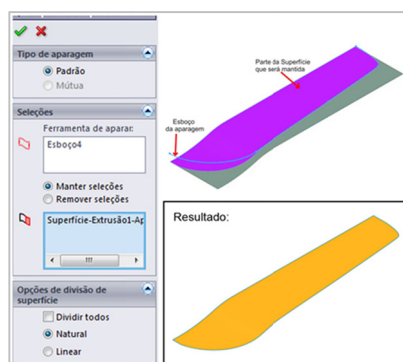 Tipo de aparagem
Padrão
Mútua
Seleções
Ferramenta de aparar:
Esboço4
Manter seleções
Remover seleções
Superfície-Extrusão1-Ap
Opções de divisão de
superfície
Dividir todos
Natural
Linear
Parte da Superfície
que será mantida
Esboço
da aparagem
Resultado: